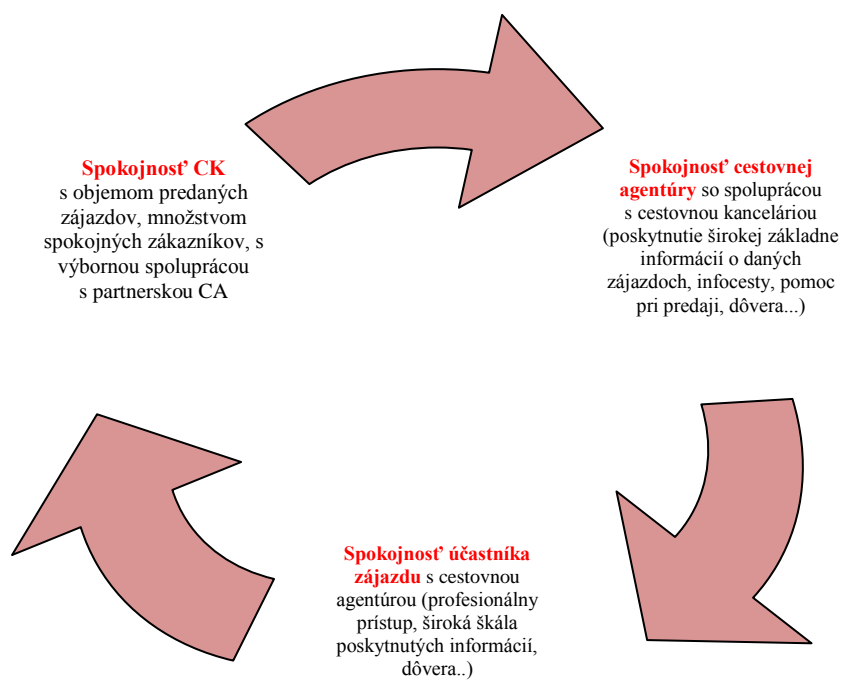 Spokojnosť CK
s objemom predaných
zájazdov, množstvom
spokojných zákazníkov, s
výbornou spoluprácou
s partnerskou CA
Spokojnosť cestovnej
agentúry so spoluprácou
s cestovnou kanceláriou
(poskytnutie širokej základne
informácií o daných
zájazdoch, infocesty, pomoc
pri predaji, dôvera...)
Spokojnosť účastníka
zájazdu s cestovnou
agentúrou (profesionálny
prístup, široká škála
poskytnutých informácií,
dôvera..)